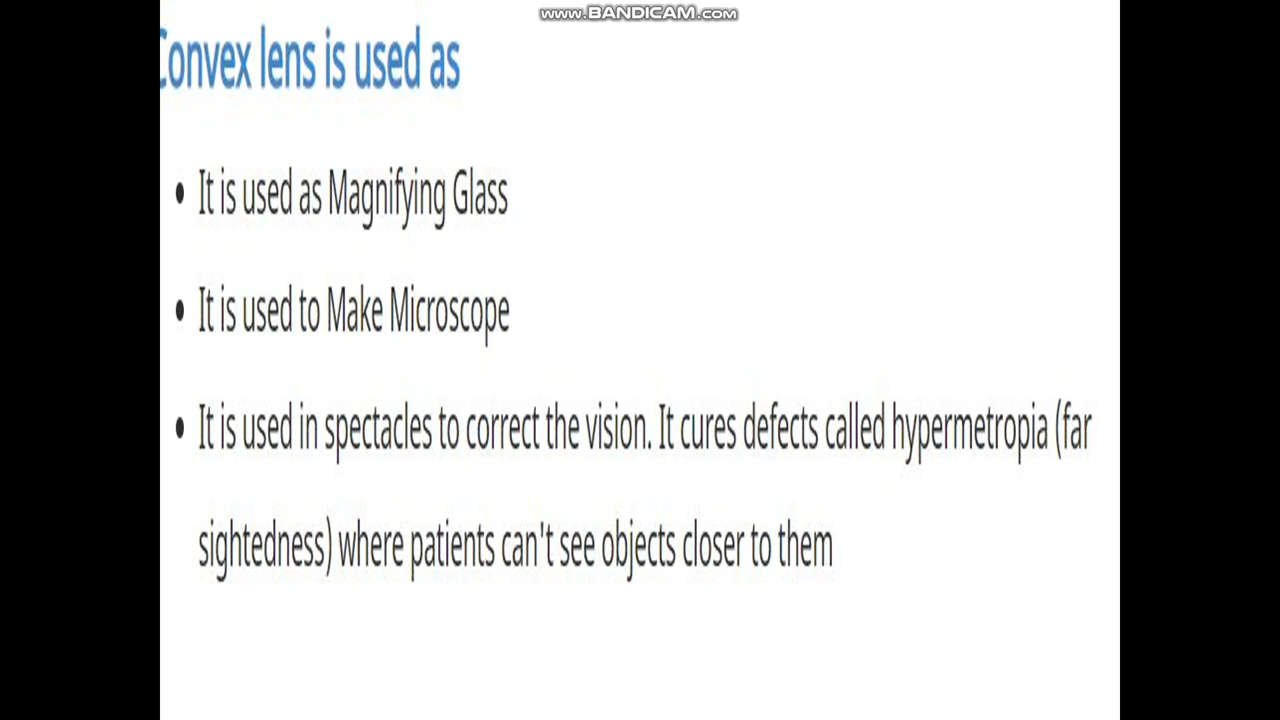 www.BANDICAM.com
Convex lens is used as
• It is used as Magnifying Glass
• It is used to Make Microscope
• It is used in spectacles to correct the vision. It cures defects called hypermetropia (far
sightedness) where patients can't see objects closer to them